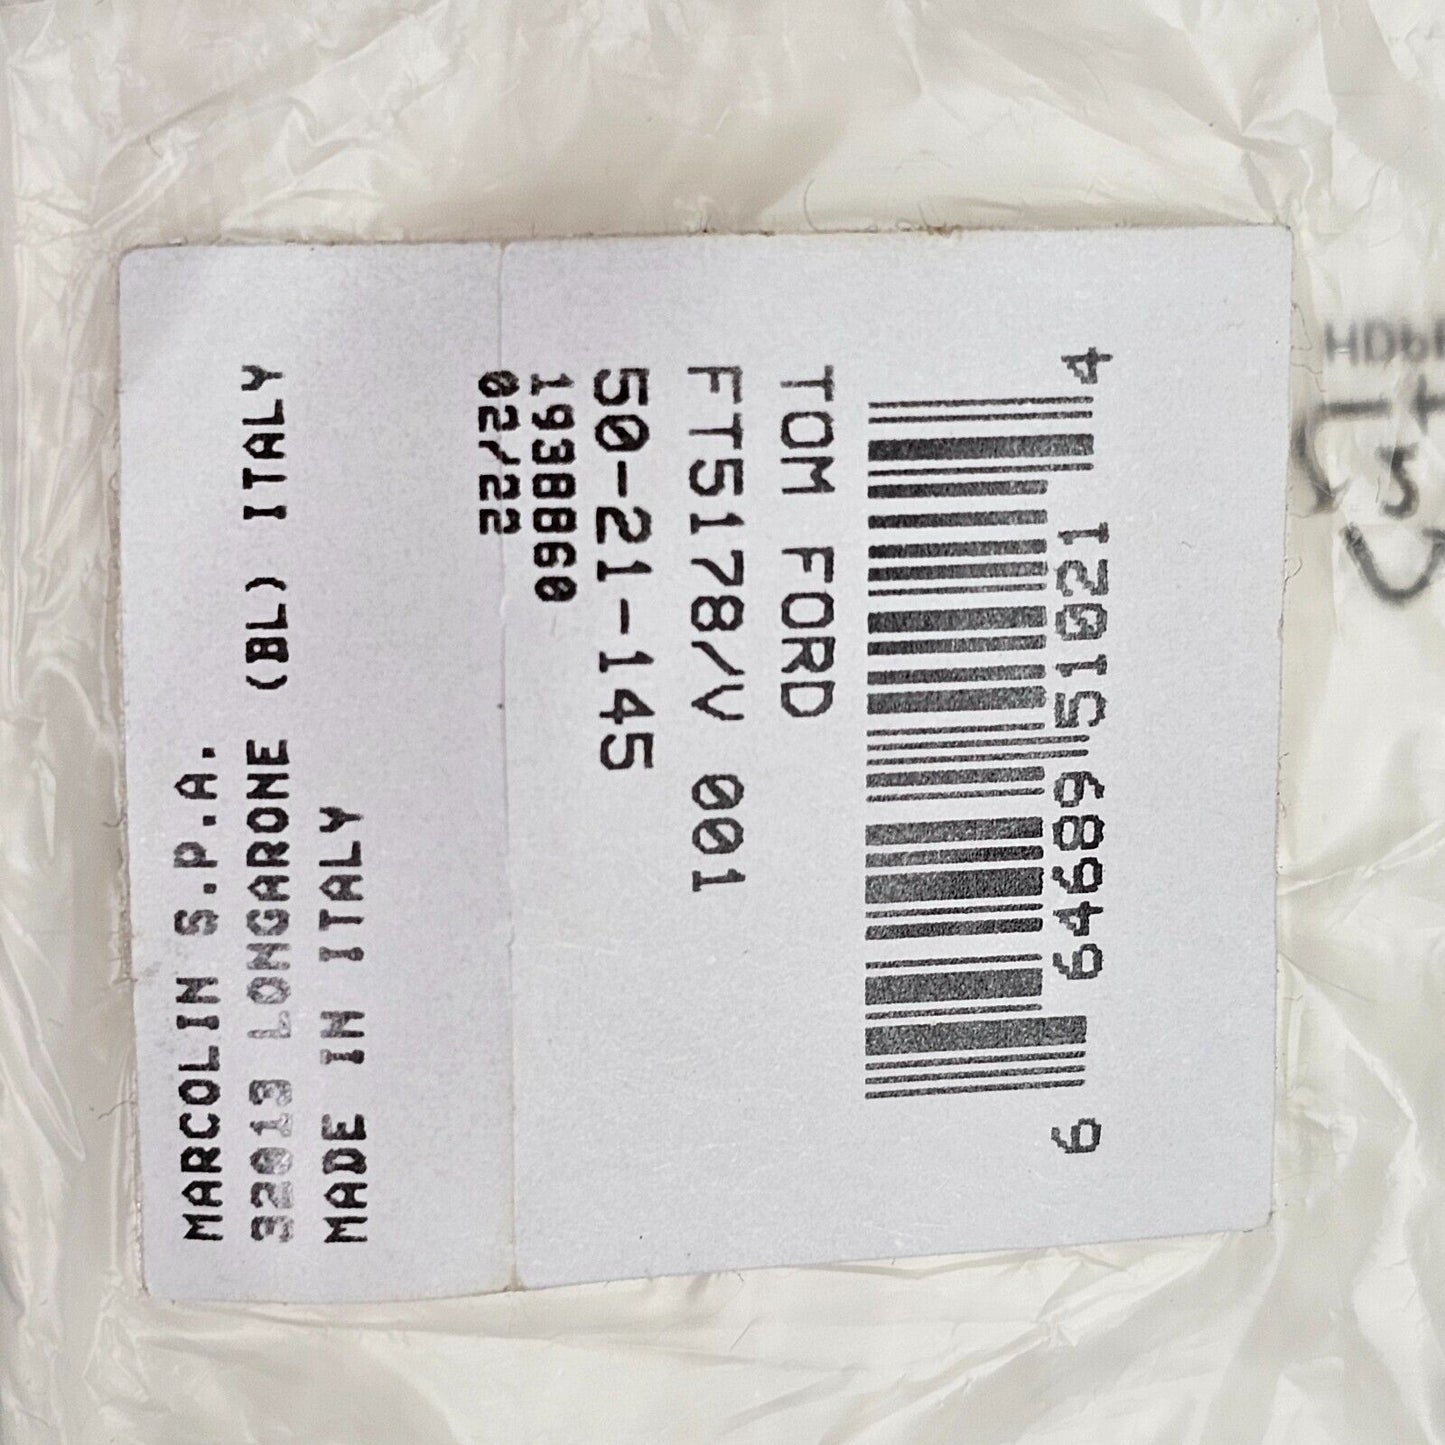 6 64689 51021 4
TOM FORD
FT5178/V 001
50-21-145
1938860
02/22
MARCOLIN S.P.A.
32013 LONGARONE (BL) ITALY
MADE IN ITALY